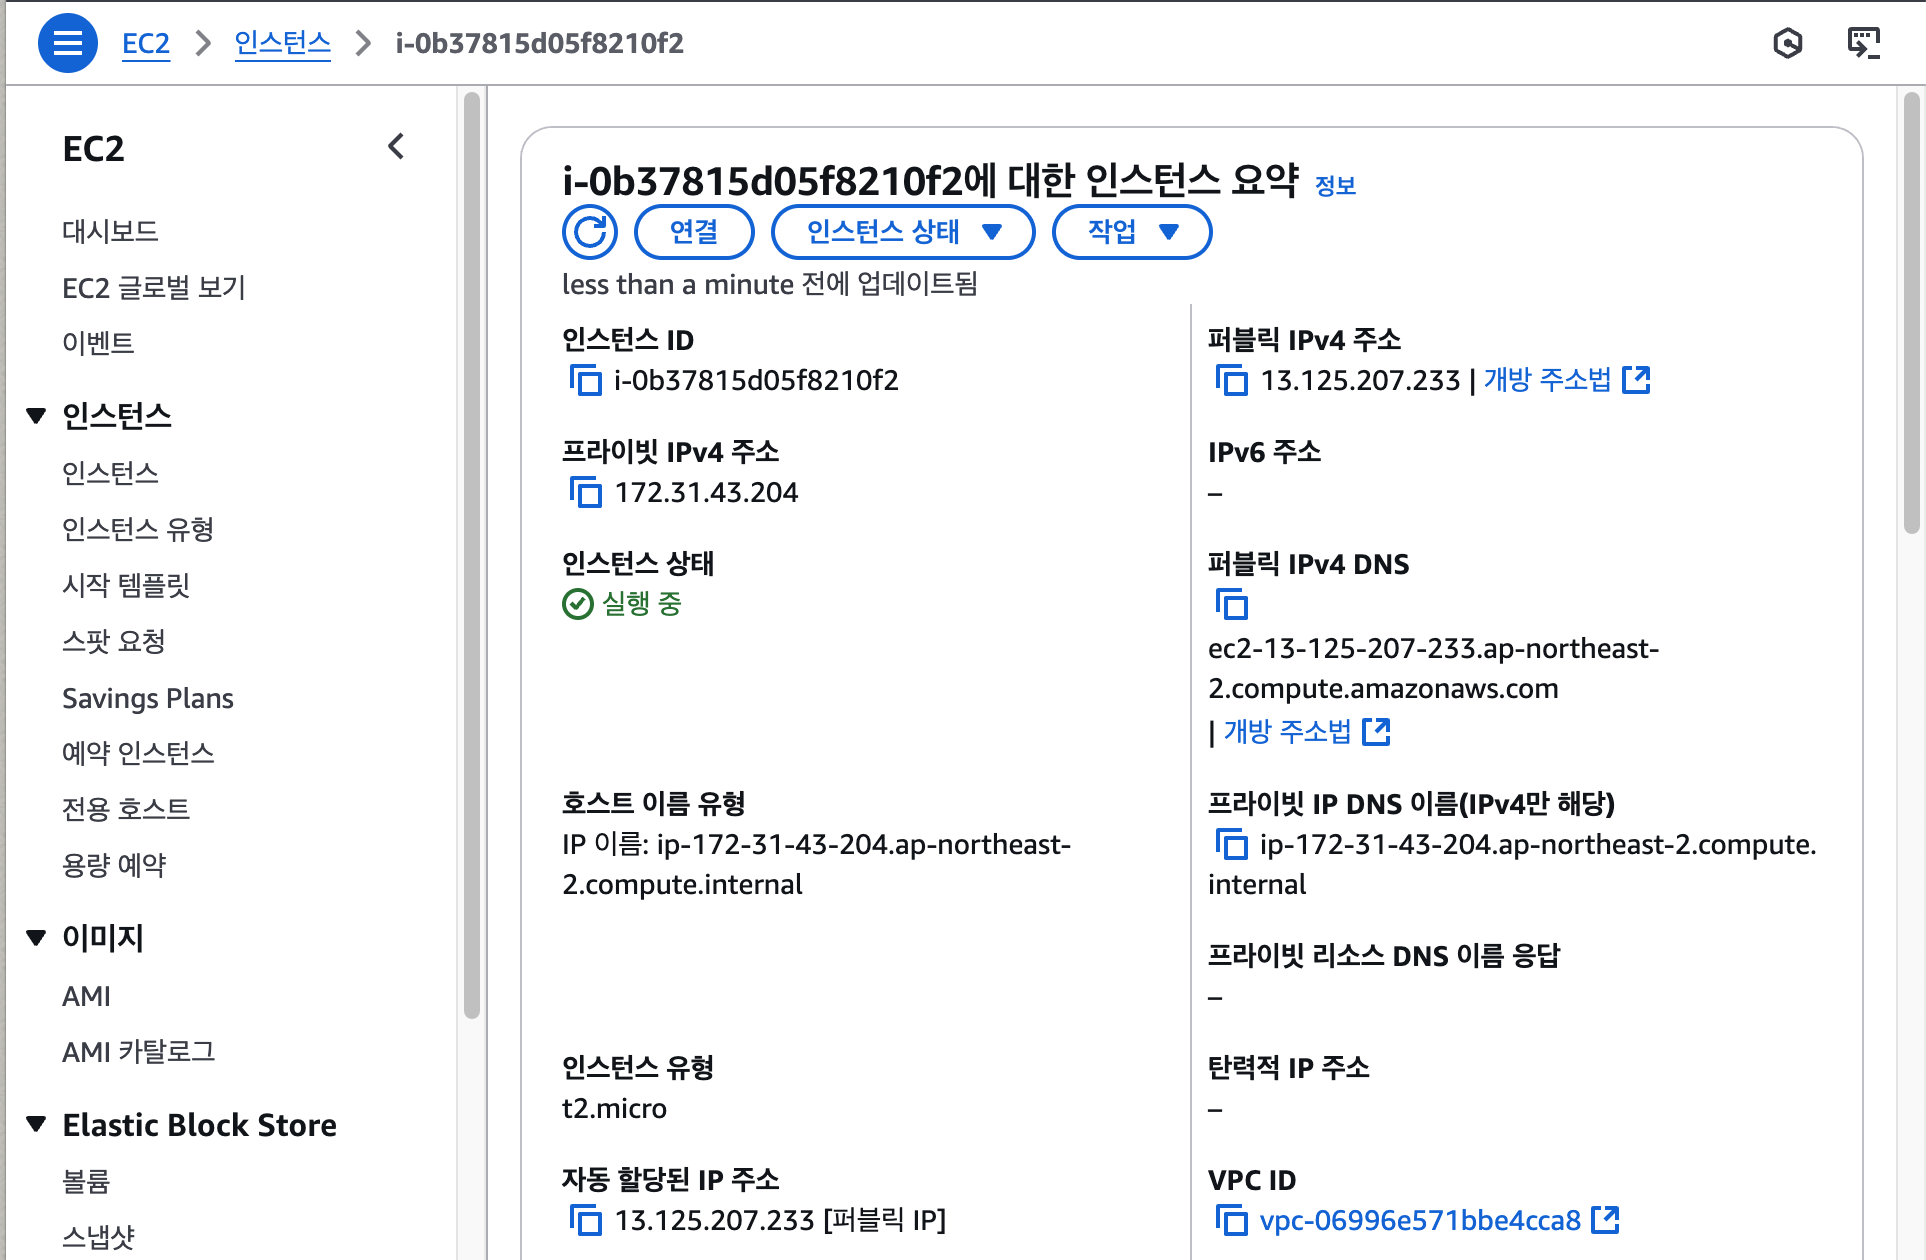 EC2 > 인스턴스 > i-0b37815d05f8210f2
EC2
대시보드
EC2 글로벌 보기
이벤트
인스턴스
인스턴스
인스턴스 유형
시작 템플릿
스팟 요청
Savings Plans
예약 인스턴스
전용 호스트
용량 예약
이미지
AMI
AMI 카탈로그
Elastic Block Store
볼륨
스냅샷
i-0b37815d05f8210f2에 대한 인스턴스 요약 정보
연결 인스턴스 상태 작업
less than a minute 전에 업데이트됨
인스턴스 ID
i-0b37815d05f8210f2
퍼블릭 IPv4 주소
13.125.207.233 | 개방 주소법
프라이빗 IPv4 주소
172.31.43.204
IPv6 주소
–
인스턴스 상태
실행 중
퍼블릭 IPv4 DNS
ec2-13-125-207-233.ap-northeast-
2.compute.amazonaws.com
| 개방 주소법
호스트 이름 유형
IP 이름: ip-172-31-43-204.ap-northeast-
2.compute.internal
프라이빗 IP DNS 이름(IPv4만 해당)
ip-172-31-43-204.ap-northeast-2.compute.
internal
프라이빗 리소스 DNS 이름 응답
–
인스턴스 유형
t2.micro
탄력적 IP 주소
–
자동 할당된 IP 주소
13.125.207.233 [퍼블릭 IP]
VPC ID
vpc-06996e571bbe4cca8